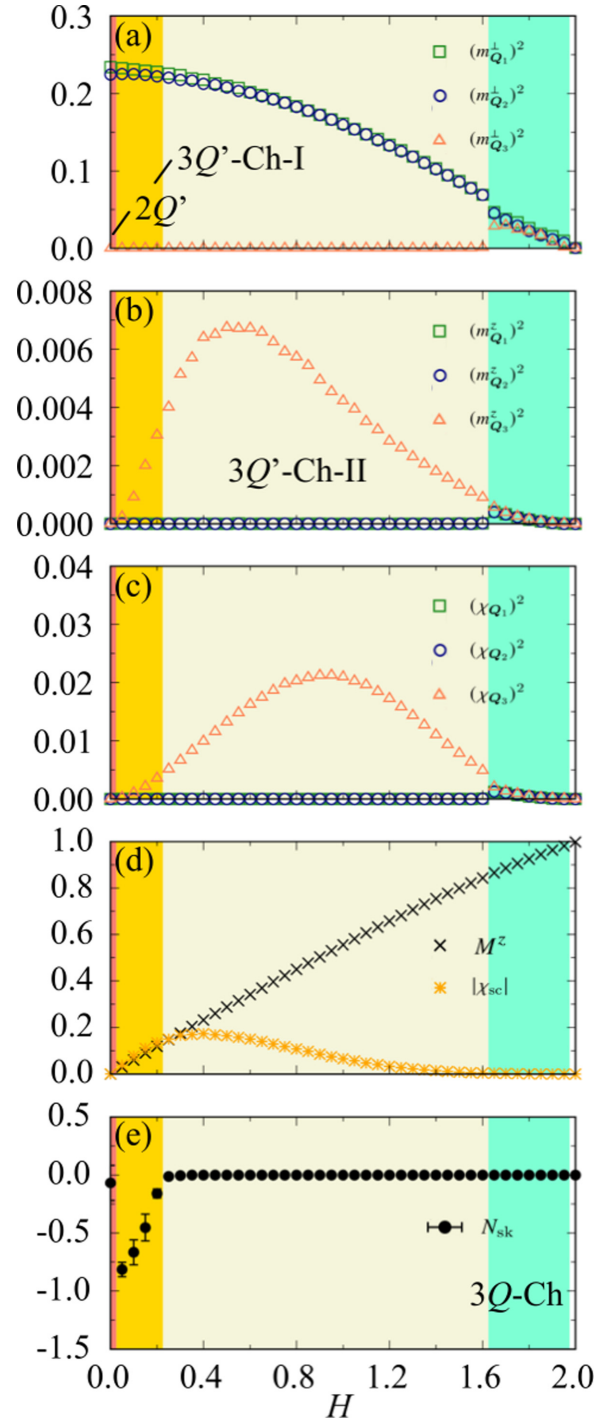 (a)
0.3
0.2
0.1
0.0
(m⊥Q₁)²
(m⊥Q₂)²
(m⊥Q₃)²
3Q'-Ch-I
2Q'
(b)
0.008
0.006
0.004
0.002
0.000
(mᶻQ₁)²
(mᶻQ₂)²
(mᶻQ₃)²
3Q'-Ch-II
(c)
0.04
0.03
0.02
0.01
0.00
(χQ₁)²
(χQ₂)²
(χQ₃)²
(d)
1.0
0.8
0.6
0.4
0.2
0.0
Mᶻ
|χsc|
(e)
0.5
0.0
-0.5
-1.0
-1.5
Nsk
3Q-Ch
0.0 0.4 0.8 1.2 1.6 2.0
H